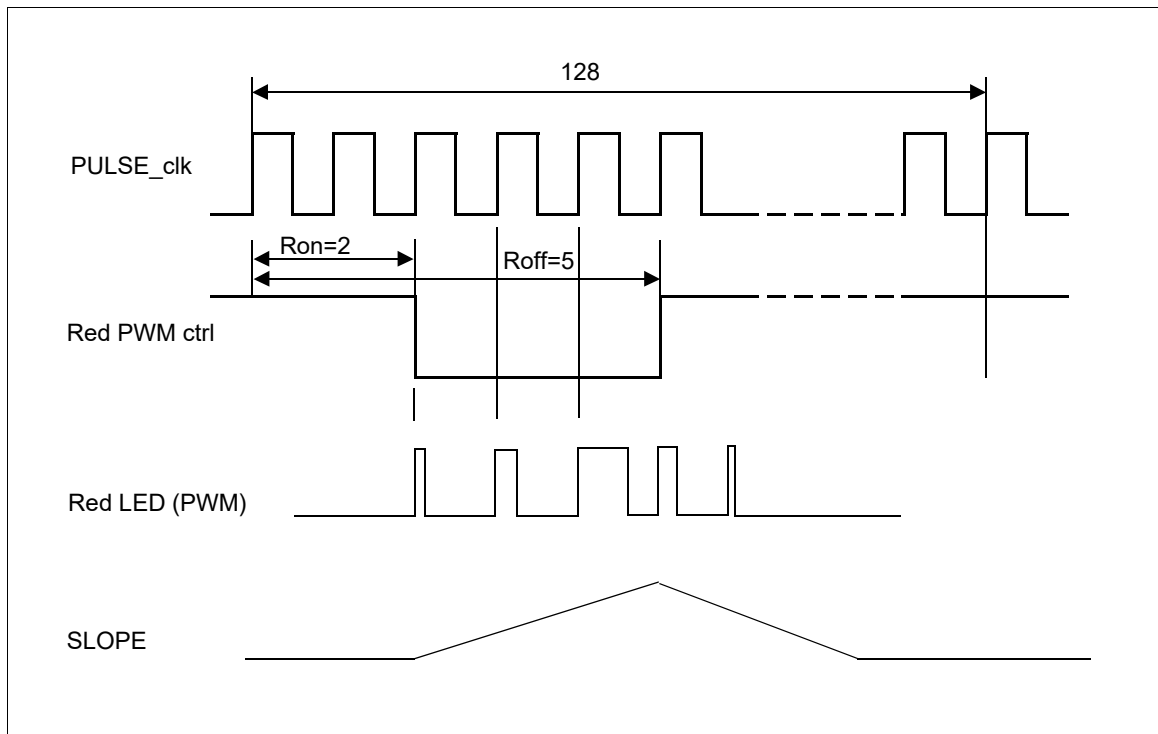 128
PULSE_clk
Ron=2
Roff=5
Red PWM ctrl
Red LED (PWM)
SLOPE